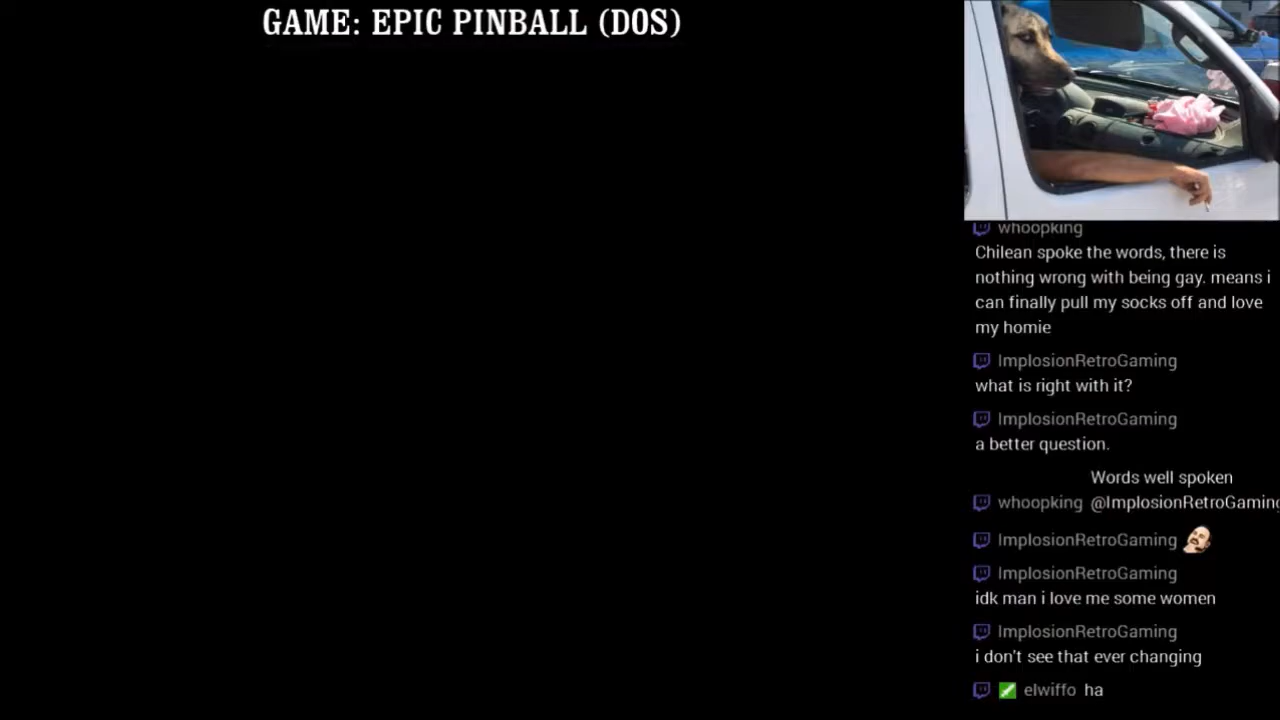 GAME: EPIC PINBALL (DOS)
whoopking
Chilean spoke the words, there is
nothing wrong with being gay. means i
can finally pull my socks off and love
my homie
ImplosionRetroGaming
what is right with it?
ImplosionRetroGaming
a better question.
Words well spoken
whoopking @ImplosionRetroGaming
ImplosionRetroGaming
ImplosionRetroGaming
idk man i love me some women
ImplosionRetroGaming
i don't see that ever changing
elwiffo ha